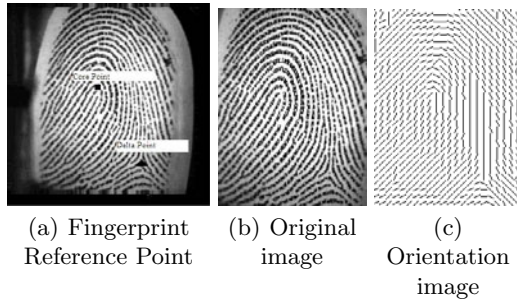 Core Point
Delta Point
(a) Fingerprint
Reference Point
(b) Original
image
(c)
Orientation
image